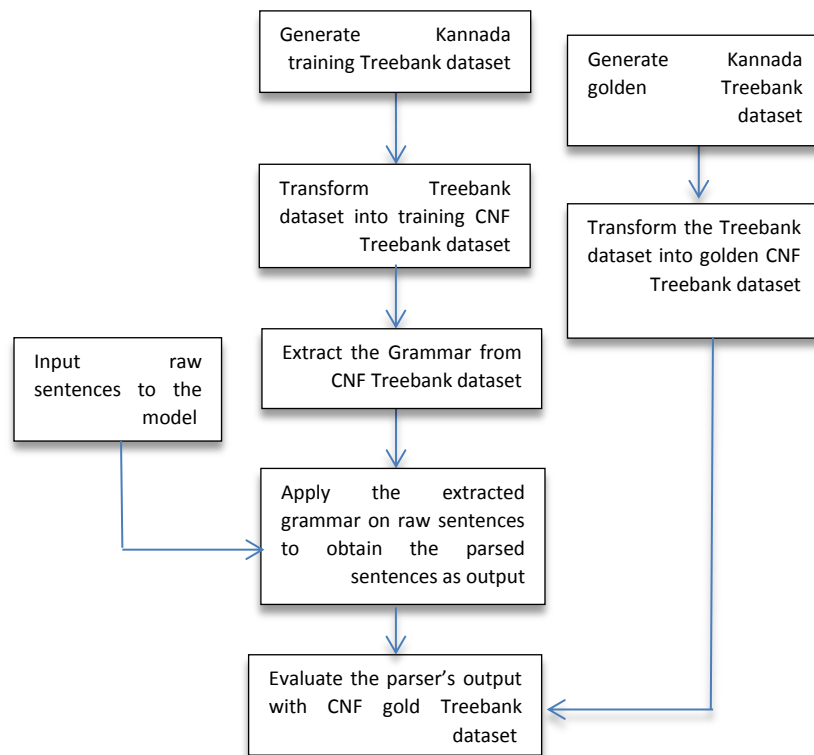 Generate Kannada
training Treebank dataset
Generate Kannada
golden Treebank
dataset
Transform Treebank
dataset into training CNF
Treebank dataset
Transform the Treebank
dataset into golden CNF
Treebank dataset
Input raw
sentences to the
model
Extract the Grammar from
CNF Treebank dataset
Apply the extracted
grammar on raw sentences
to obtain the parsed
sentences as output
Evaluate the parser’s output
with CNF gold Treebank
dataset